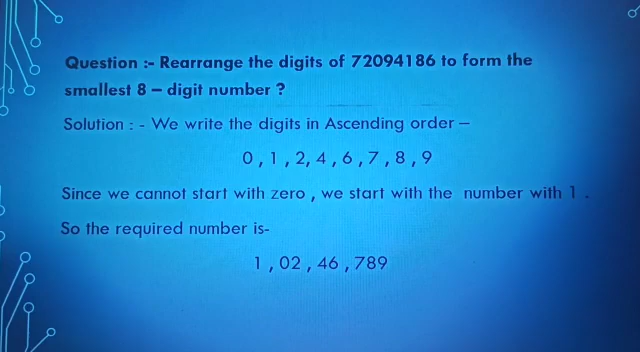 Question :- Rearrange the digits of 72094186 to form the
smallest 8 – digit number ?
Solution : - We write the digits in Ascending order –
0 , 1 , 2, 4 , 6 , 7 , 8 , 9
Since we cannot start with zero , we start with the number with 1 .
So the required number is-
1 , 02 , 46 , 789